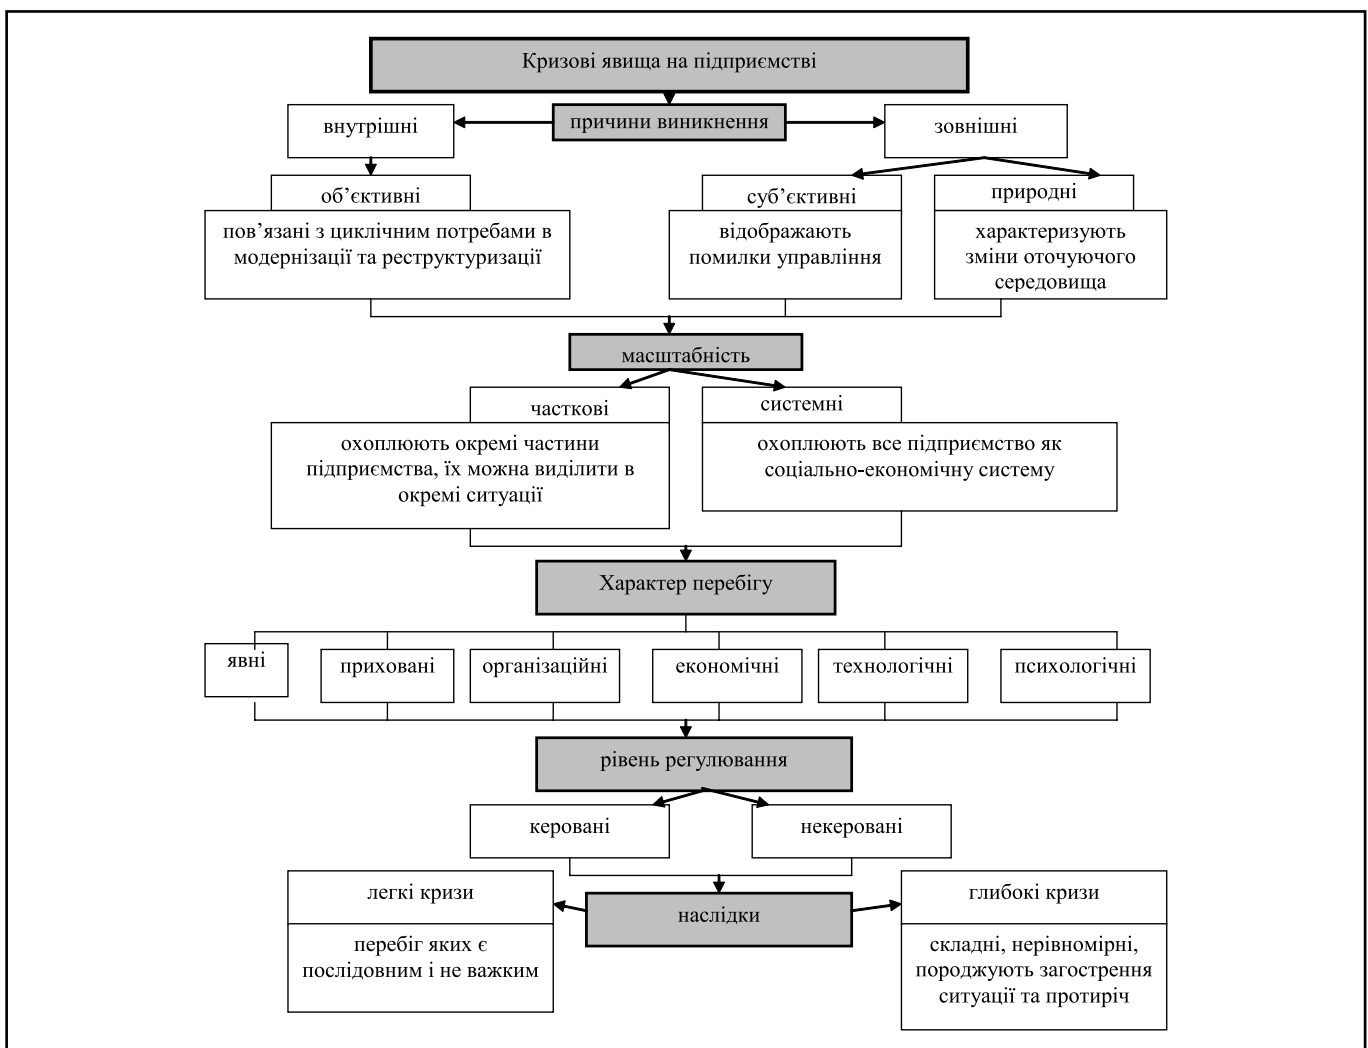 Кризові явища на підприємстві
причини виникнення
внутрішні
зовнішні
об’єктивні
пов’язані з циклічним потребами в
модернізації та реструктуризації
суб’єктивні
відображають
помилки управління
природні
характеризують
зміни оточуючого
середовища
масштабність
часткові
охоплюють окремі частини
підприємства, їх можна виділити в
окремі ситуації
системні
охоплюють все підприємство як
соціально-економічну систему
Характер перебігу
явні
приховані
організаційні
економічні
технологічні
психологічні
рівень регулювання
керовані
некеровані
наслідки
легкі кризи
перебіг яких є
послідовним і не важким
глибокі кризи
складні, нерівномірні,
породжують загострення
ситуації та протиріч